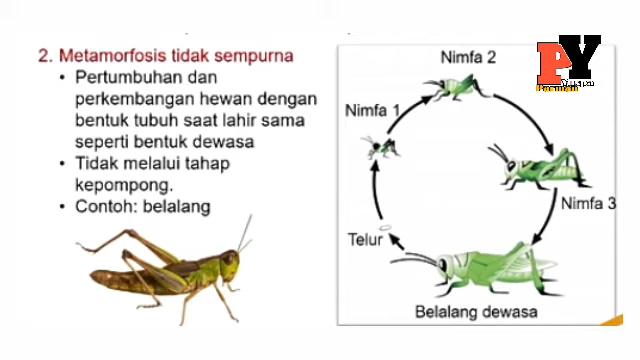 2. Metamorfosis tidak sempurna
• Pertumbuhan dan
perkembangan hewan dengan
bentuk tubuh saat lahir sama
seperti bentuk dewasa
• Tidak melalui tahap
kepompong.
• Contoh: belalang
Nimfa 2
Nimfa 1
Nimfa 3
Telur
Belalang dewasa
PY